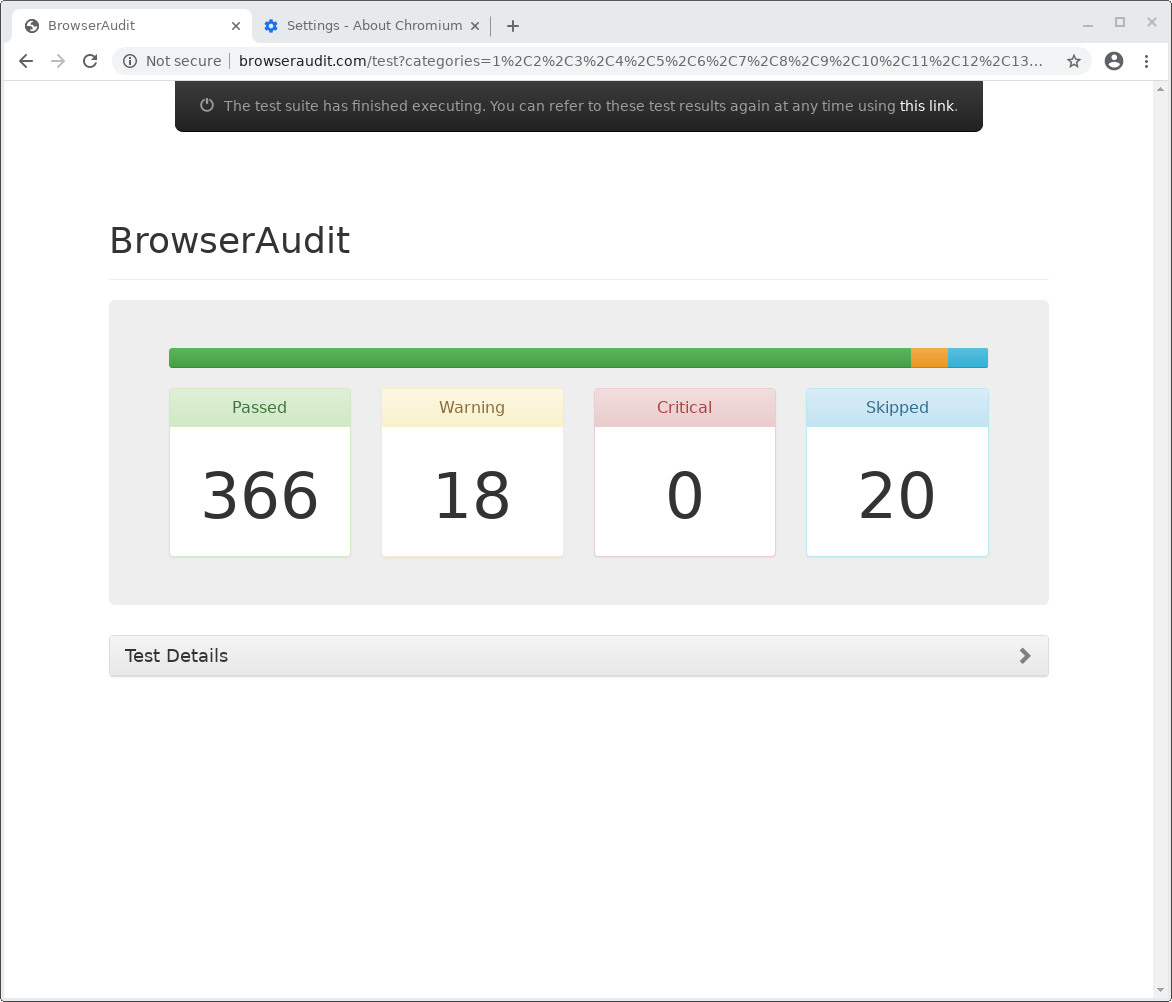 BrowserAudit
Settings - About Chromium
Not secure
browseraudit.com/test?categories=1%2C2%2C3%2C4%2C5%2C6%2C7%2C8%2C9%2C10%2C11%2C12%2C13...
The test suite has finished executing. You can refer to these test results again at any time using this link.
BrowserAudit
Passed Warning Critical Skipped
366 18 0 20
Test Details